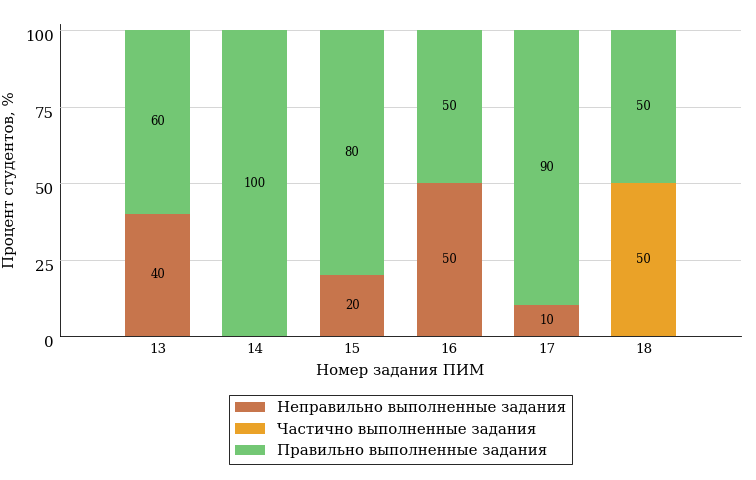 Процент студентов, %
100
75
50
25
0
60
40
100
80
20
50
50
90
10
50
50
13 14 15 16 17 18
Номер задания ПИМ
Неправильно выполненные задания
Частично выполненные задания
Правильно выполненные задания